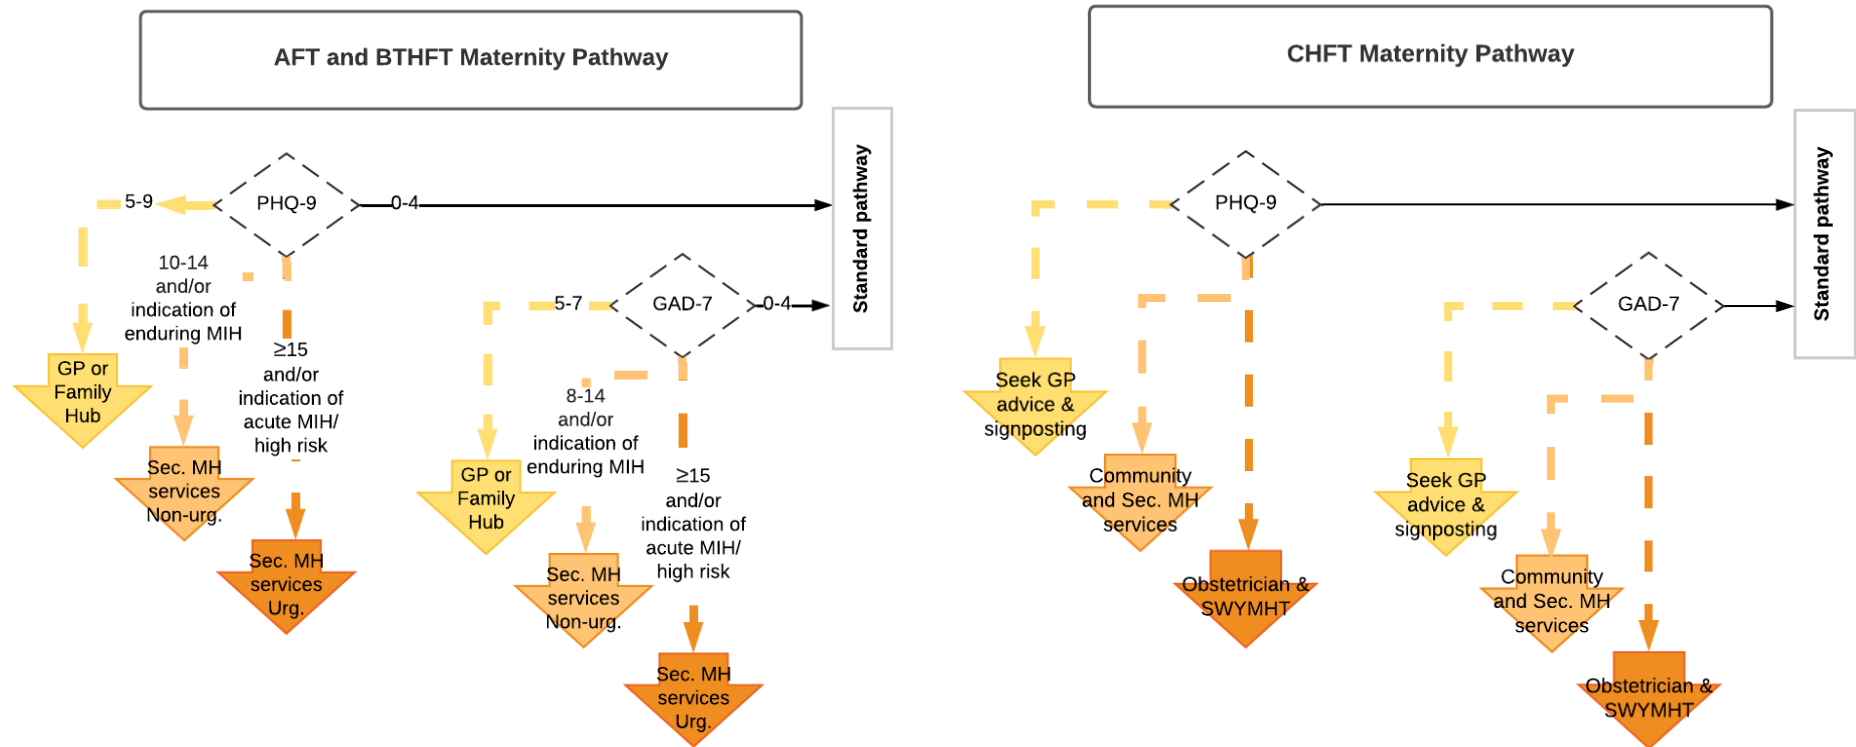 AFT and BTHFT Maternity Pathway
PHQ-9
0-4
5-9
Standard pathway
10-14
and/or
indication of
enduring MIH
≥15
and/or
indication of
acute MIH/
high risk
GP or
Family
Hub
Sec. MH
services
Non-urg.
Sec. MH
services
Urg.
GAD-7
0-4
5-7
8-14
and/or
indication of
enduring MIH
≥15
and/or
indication of
acute MIH/
high risk
GP or
Family
Hub
Sec. MH
services
Non-urg.
Sec. MH
services
Urg.
CHFT Maternity Pathway
PHQ-9
Standard pathway
Seek GP
advice &
signposting
Community
and Sec. MH
services
Obstetrician &
SWYMHT
GAD-7
Seek GP
advice &
signposting
Community
and Sec. MH
services
Obstetrician &
SWYMHT